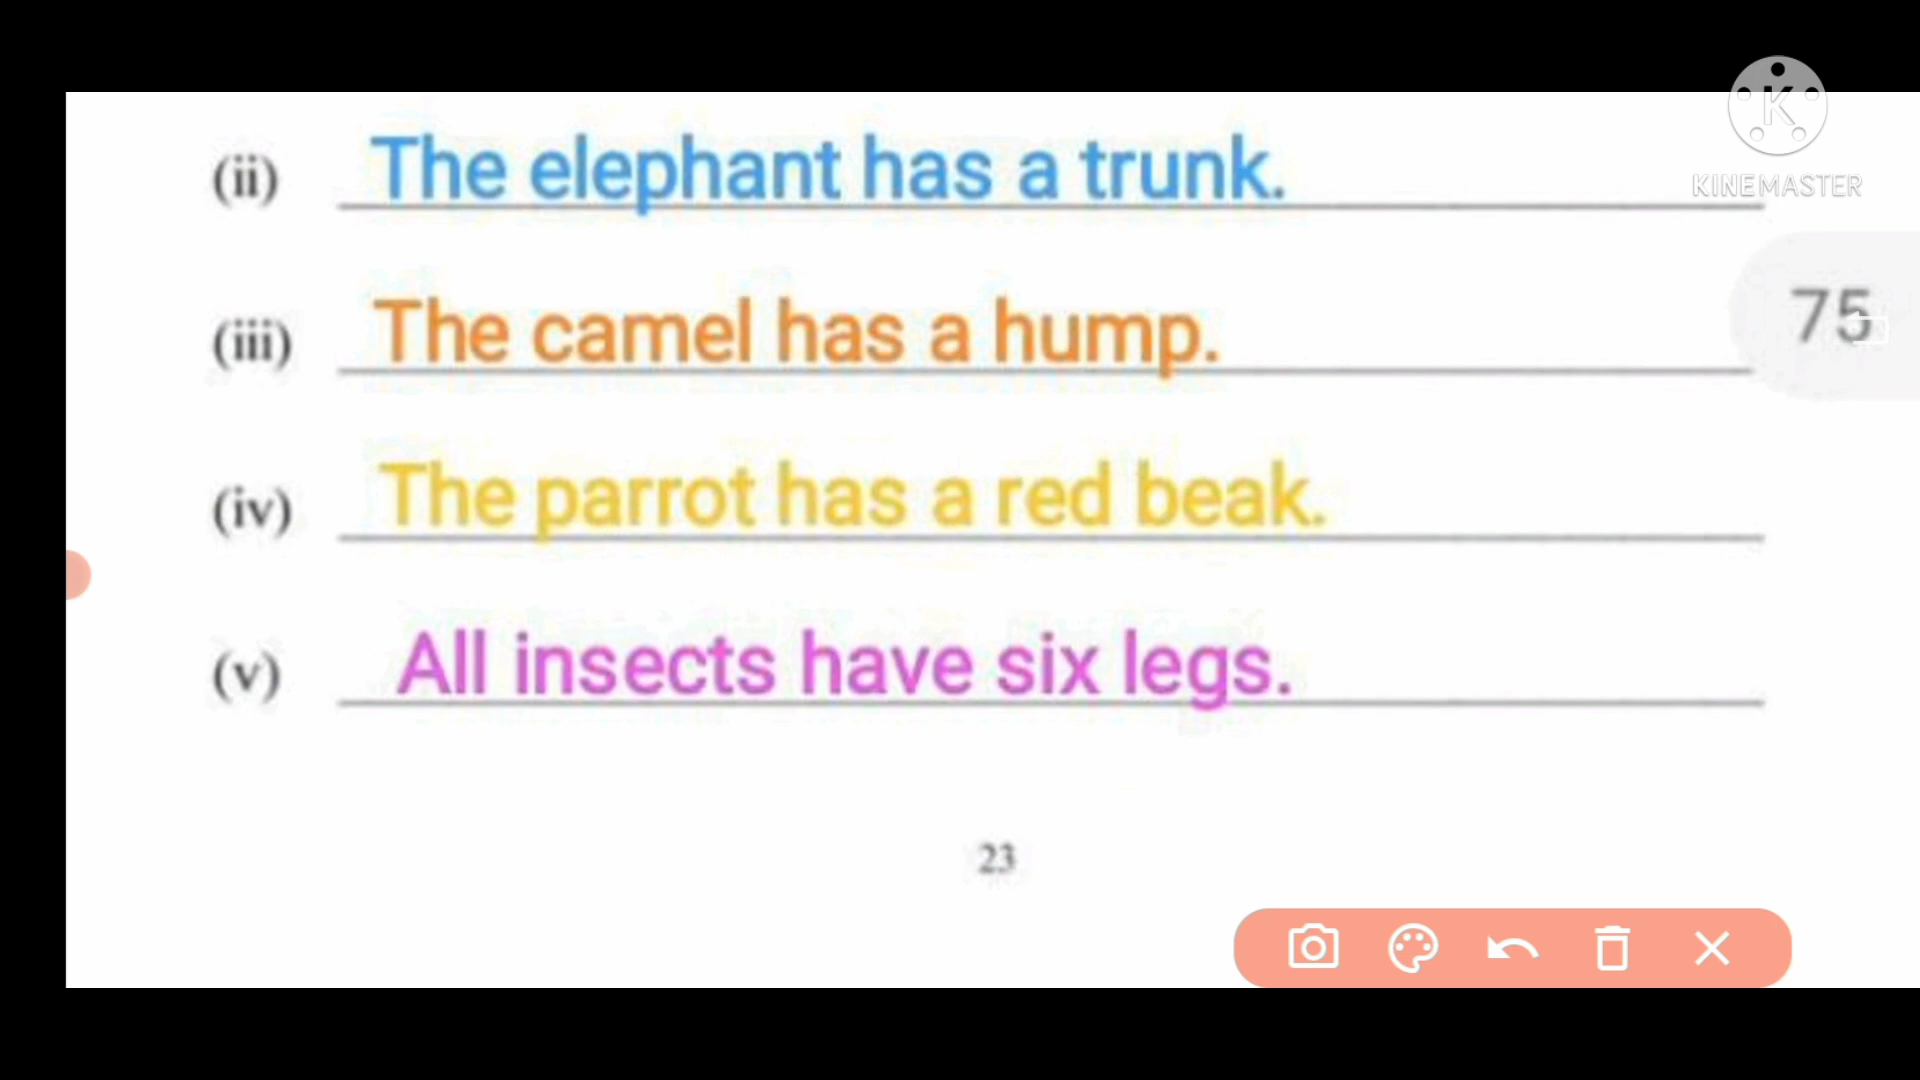 (ii) The elephant has a trunk.
K
KINEMASTER
(iii) The camel has a hump.
75
(iv) The parrot has a red beak.
(v) All insects have six legs.
23